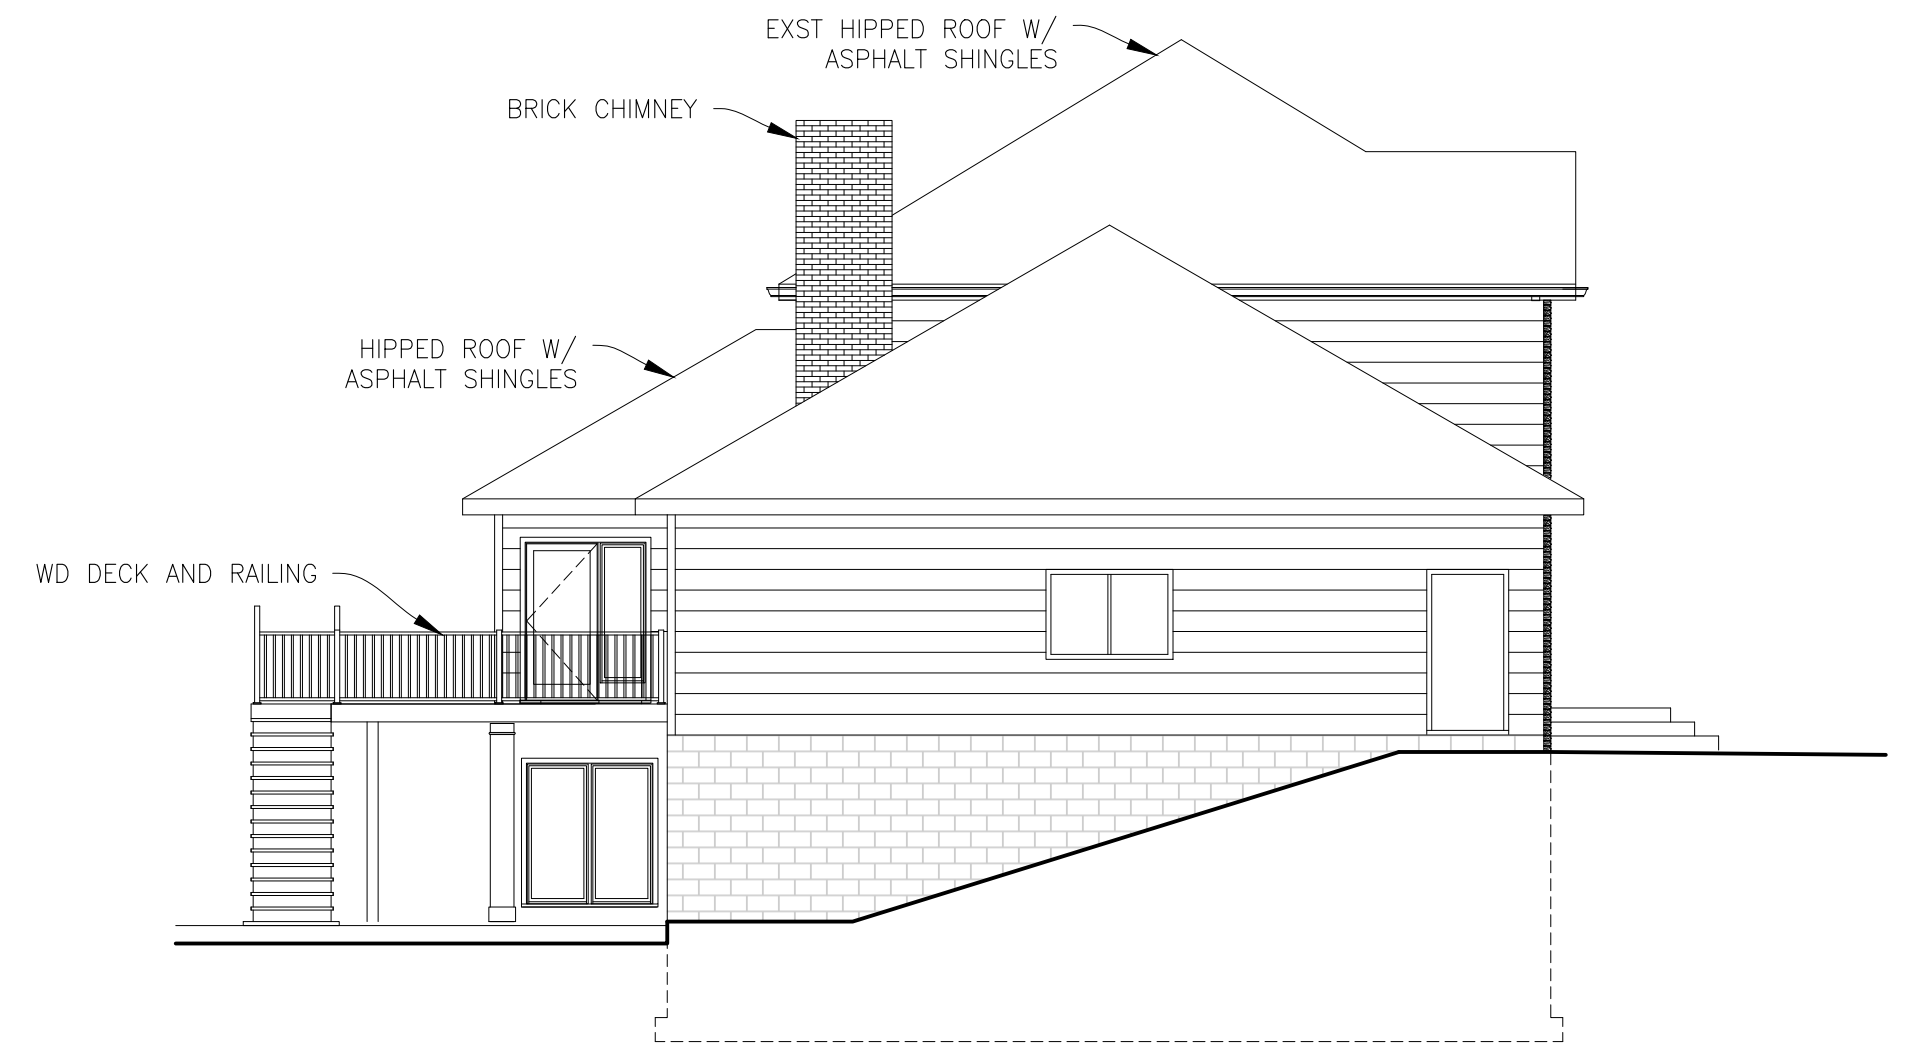 EXST HIPPED ROOF W/
ASPHALT SHINGLES
BRICK CHIMNEY
HIPPED ROOF W/
ASPHALT SHINGLES
WD DECK AND RAILING